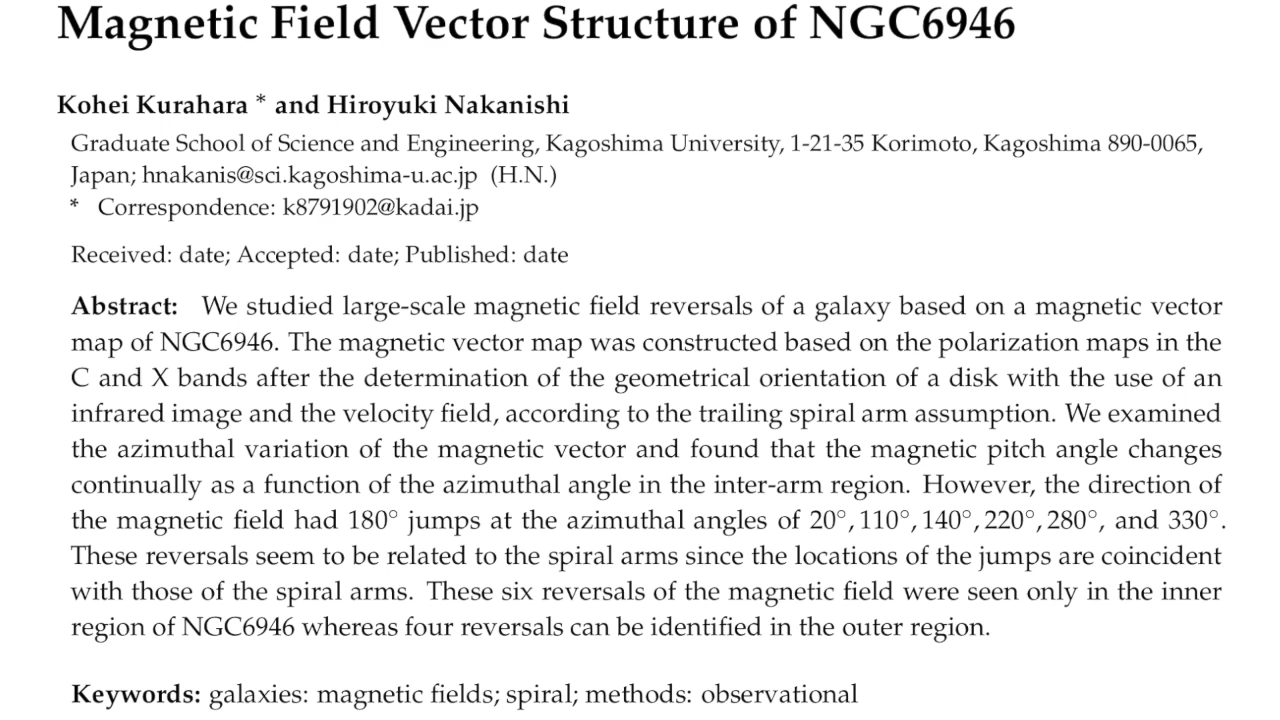 Magnetic Field Vector Structure of NGC6946
Kohei Kurahara * and Hiroyuki Nakanishi
Graduate School of Science and Engineering, Kagoshima University, 1-21-35 Korimoto, Kagoshima 890-0065,
Japan; hnakanis@sci.kagoshima-u.ac.jp (H.N.)
* Correspondence: k8791902@kadai.jp
Received: date; Accepted: date; Published: date
Abstract: We studied large-scale magnetic field reversals of a galaxy based on a magnetic vector
map of NGC6946. The magnetic vector map was constructed based on the polarization maps in the
C and X bands after the determination of the geometrical orientation of a disk with the use of an
infrared image and the velocity field, according to the trailing spiral arm assumption. We examined
the azimuthal variation of the magnetic vector and found that the magnetic pitch angle changes
continually as a function of the azimuthal angle in the inter-arm region. However, the direction of
the magnetic field had 180° jumps at the azimuthal angles of 20°, 110°, 140°, 220°, 280°, and 330°.
These reversals seem to be related to the spiral arms since the locations of the jumps are coincident
with those of the spiral arms. These six reversals of the magnetic field were seen only in the inner
region of NGC6946 whereas four reversals can be identified in the outer region.
Keywords: galaxies: magnetic fields; spiral; methods: observational